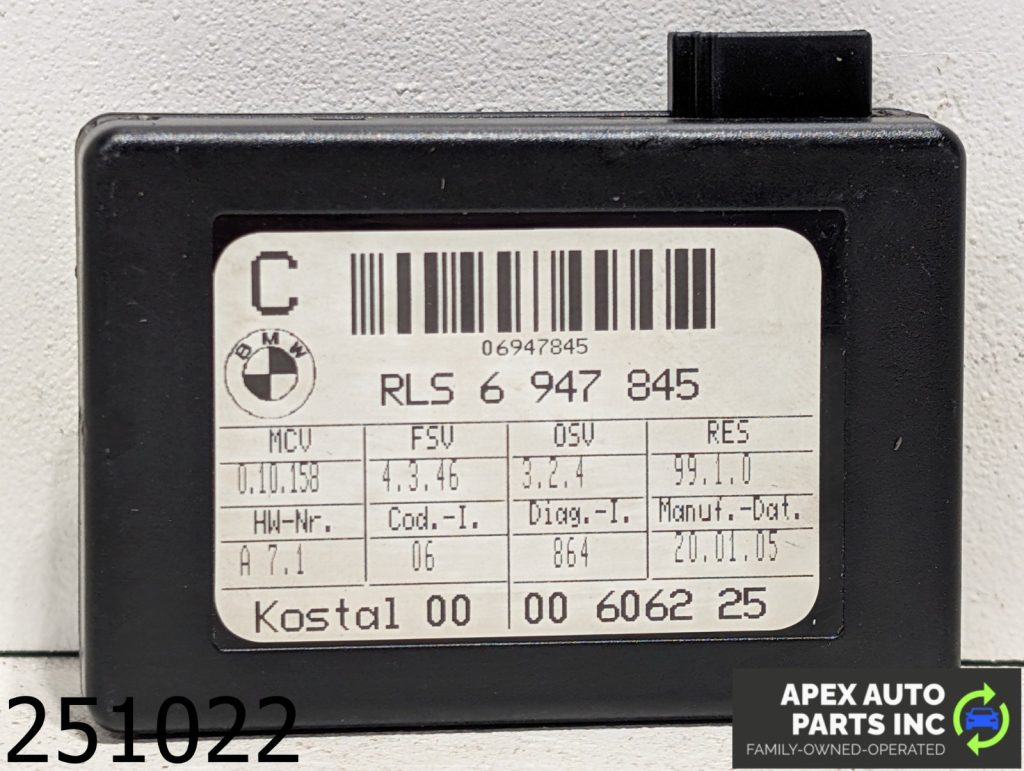 C
BMW
06947845
RLS 6 947 845
MCV FSV OSV RES
0.10.158 4.3.46 3.2.4 99.1.0
HW-Nr. Cod.-I. Diag.-I. Manuf.-Dat.
A 7.1 06 864 20.01.05
Kostal 00 00 6062 25
251022
APEX AUTO
PARTS INC
FAMILY-OWNED-OPERATED